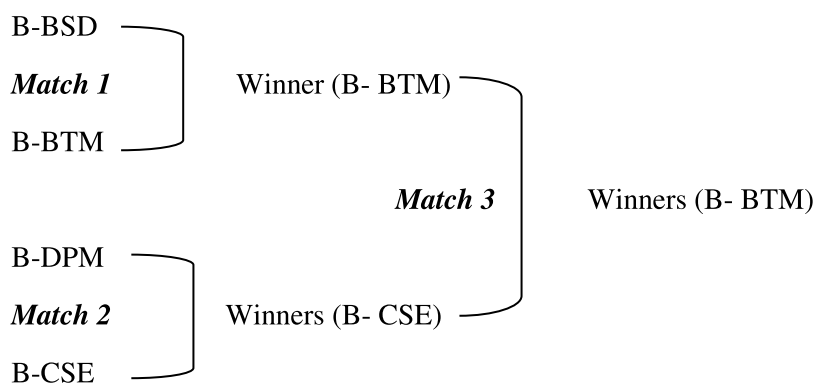 B-BSD
Match 1 Winner (B- BTM)
B-BTM
Match 3 Winners (B- BTM)
B-DPM
Match 2 Winners (B- CSE)
B-CSE